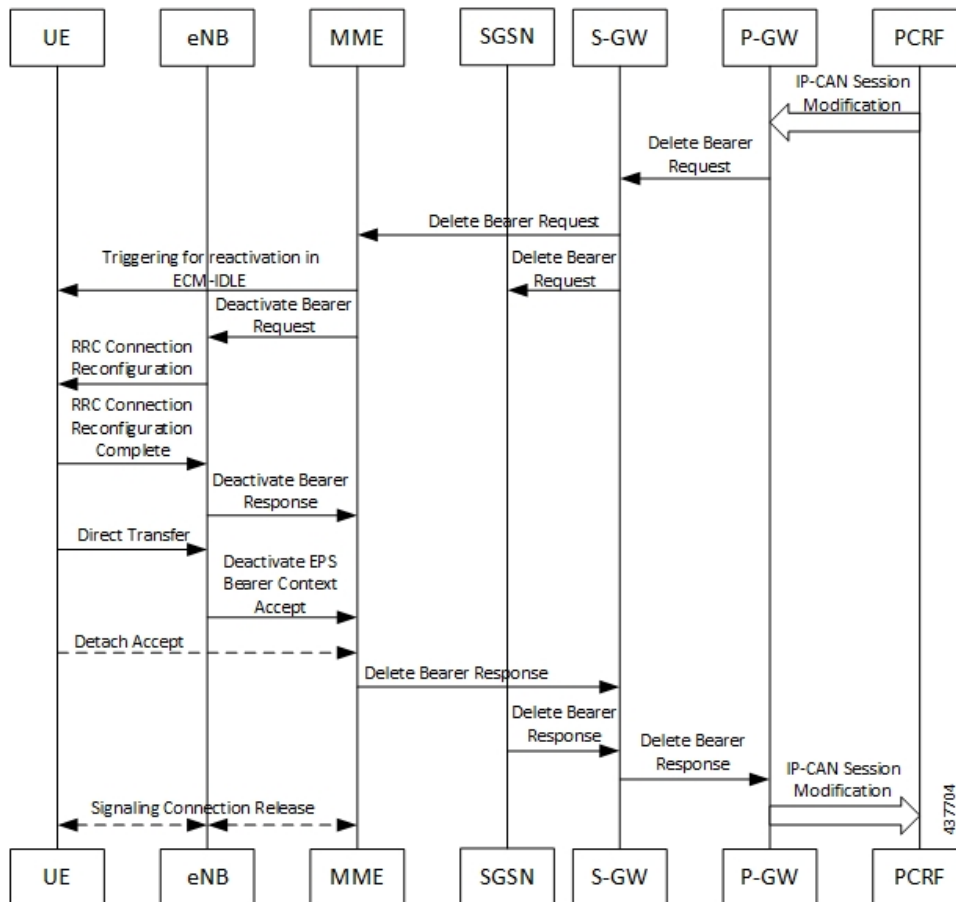 UE
eNB
MME
SGSN
S-GW
P-GW
PCRF
IP-CAN Session
Modification
Delete Bearer
Request
Delete Bearer Request
Triggering for reactivation in
ECM-IDLE
Delete Bearer
Request
Deactivate Bearer
Request
RRC Connection
Reconfiguration
RRC Connection
Reconfiguration
Complete
Deactivate Bearer
Response
Direct Transfer
Deactivate EPS
Bearer Context
Accept
Detach Accept
Delete Bearer Response
Delete Bearer
Response
Delete Bearer
Response
IP-CAN Session
Modification
Signaling Connection Release
437704
UE
eNB
MME
SGSN
S-GW
P-GW
PCRF